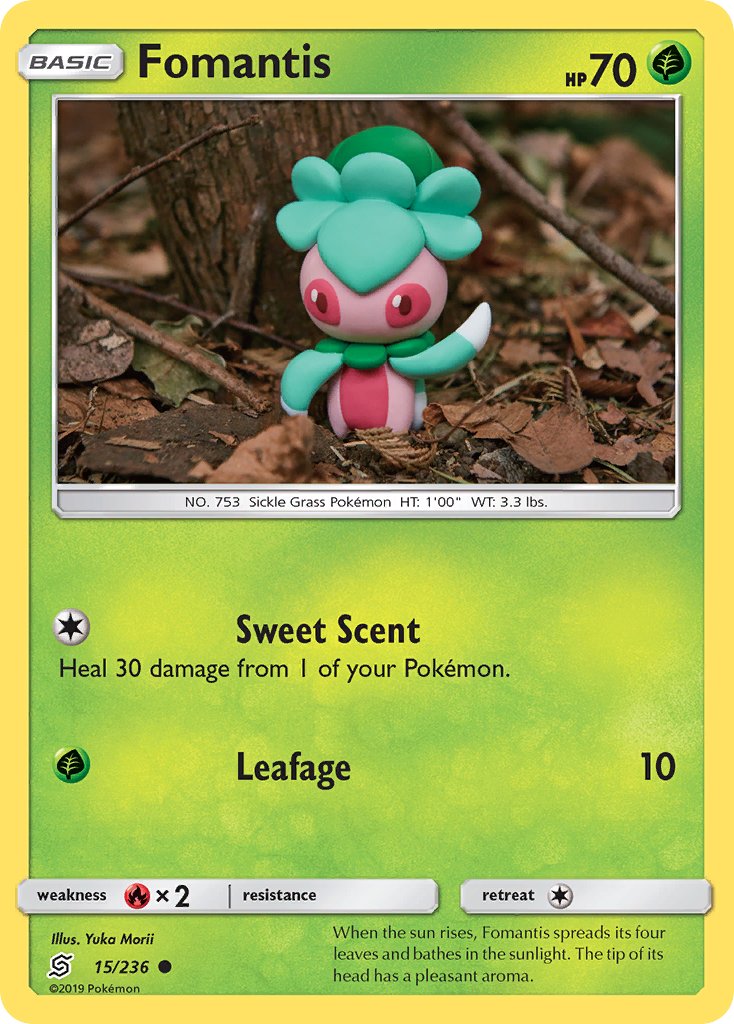 BASIC Fomantis HP70
NO. 753 Sickle Grass Pokémon HT: 1'00" WT: 3.3 lbs.
Sweet Scent
Heal 30 damage from 1 of your Pokémon.
Leafage 10
weakness ×2 resistance retreat
Illus. Yuka Morii
15/236
©2019 Pokémon
When the sun rises, Fomantis spreads its four
leaves and bathes in the sunlight. The tip of its
head has a pleasant aroma.